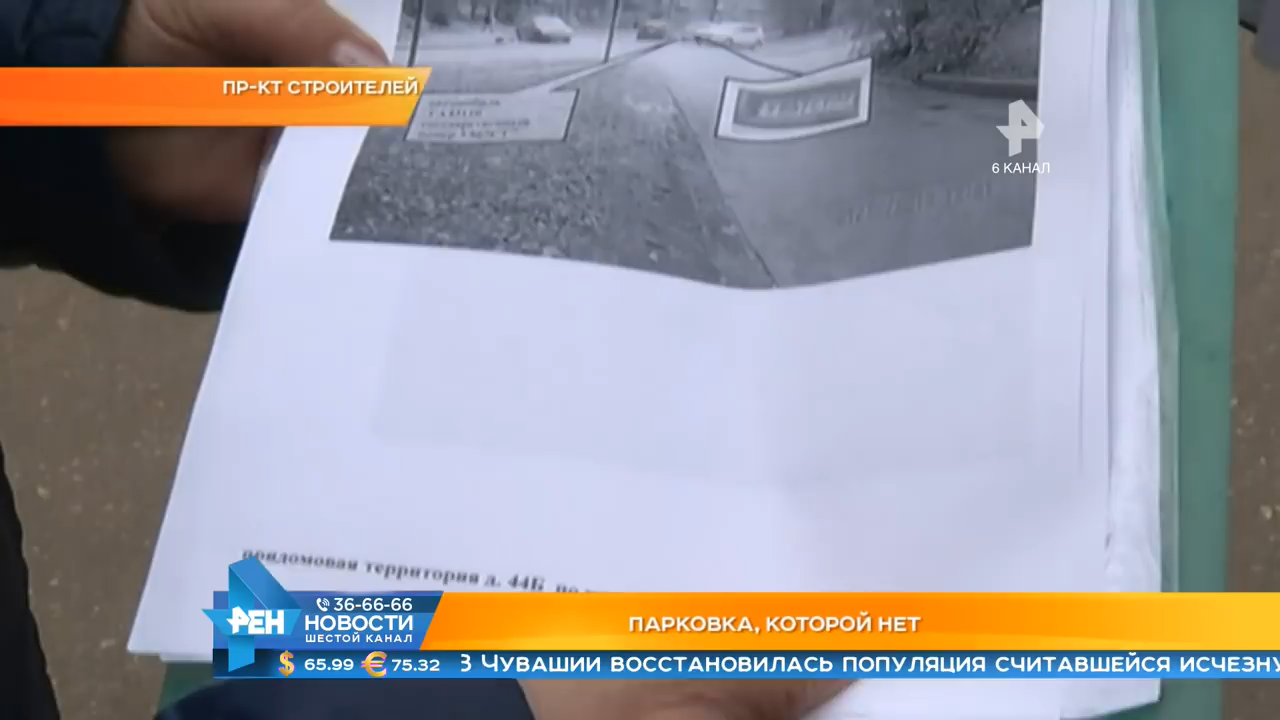 ПР-КТ СТРОИТЕЛЕЙ
6 КАНАЛ
придомовая территория д. 44Б
36-66-66
РЕН НОВОСТИ
ШЕСТОЙ КАНАЛ
ПАРКОВКА, КОТОРОЙ НЕТ
$ 65.99 € 75.32 В ЧУВАШИИ ВОССТАНОВИЛАСЬ ПОПУЛЯЦИЯ СЧИТАВШЕЙСЯ ИСЧЕЗНУ